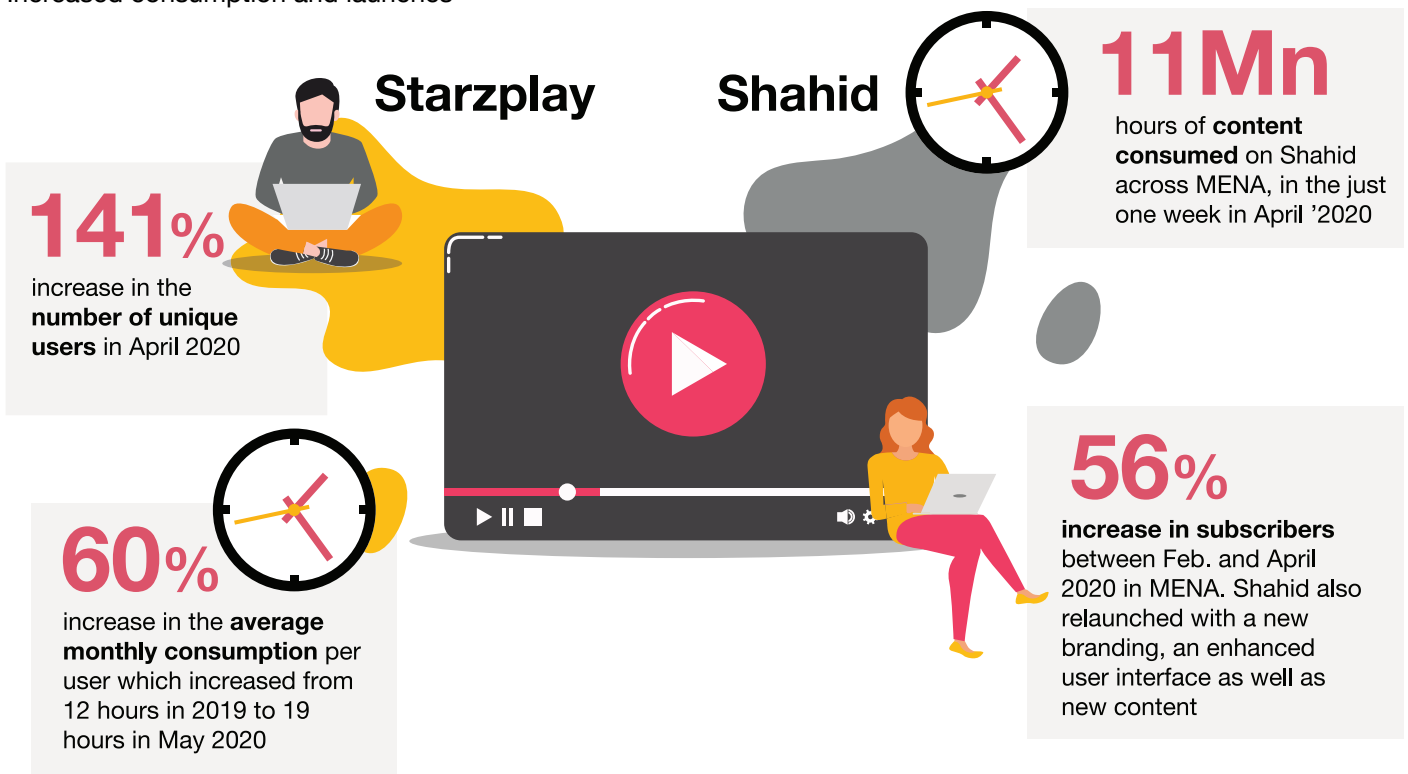 increased consumption and launches
Starzplay
Shahid
141%
increase in the
number of unique
users in April 2020
60%
increase in the average
monthly consumption per
user which increased from
12 hours in 2019 to 19
hours in May 2020
11Mn
hours of content
consumed on Shahid
across MENA, in the just
one week in April '2020
56%
increase in subscribers
between Feb. and April
2020 in MENA. Shahid also
relaunched with a new
branding, an enhanced
user interface as well as
new content